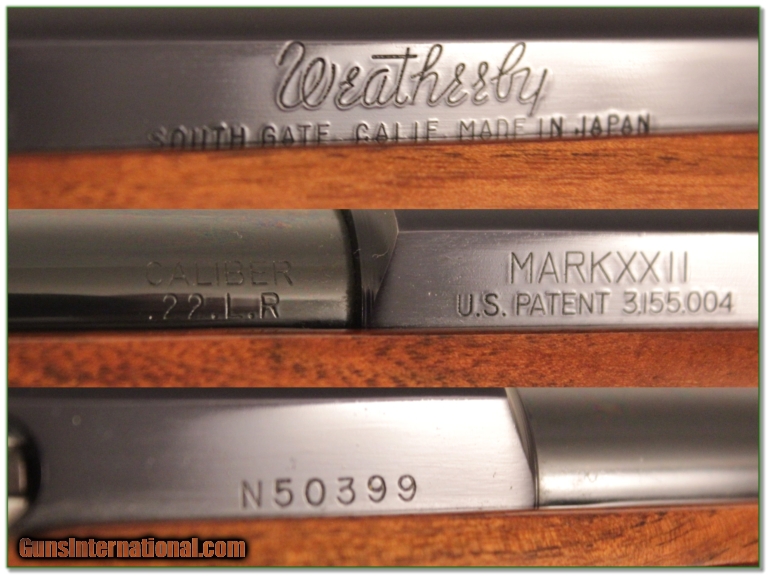 Weatherby
SOUTH GATE, CALIF. MADE IN JAPAN
CALIBER
.22.L.R
MARKXXII
U.S. PATENT 3,155,004
N50399
GunsInternational.com